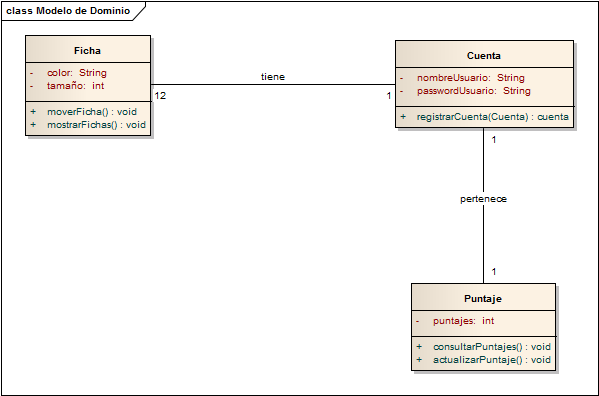 class Modelo de Dominio
Ficha
- color: String
- tamaño: int
+ moverFicha() : void
+ mostrarFichas() : void
tiene
12
1
Cuenta
- nombreUsuario: String
- passwordUsuario: String
+ registrarCuenta(Cuenta) : cuenta
1
pertenece
1
Puntaje
- puntajes: int
+ consultarPuntajes() : void
+ actualizarPuntaje() : void